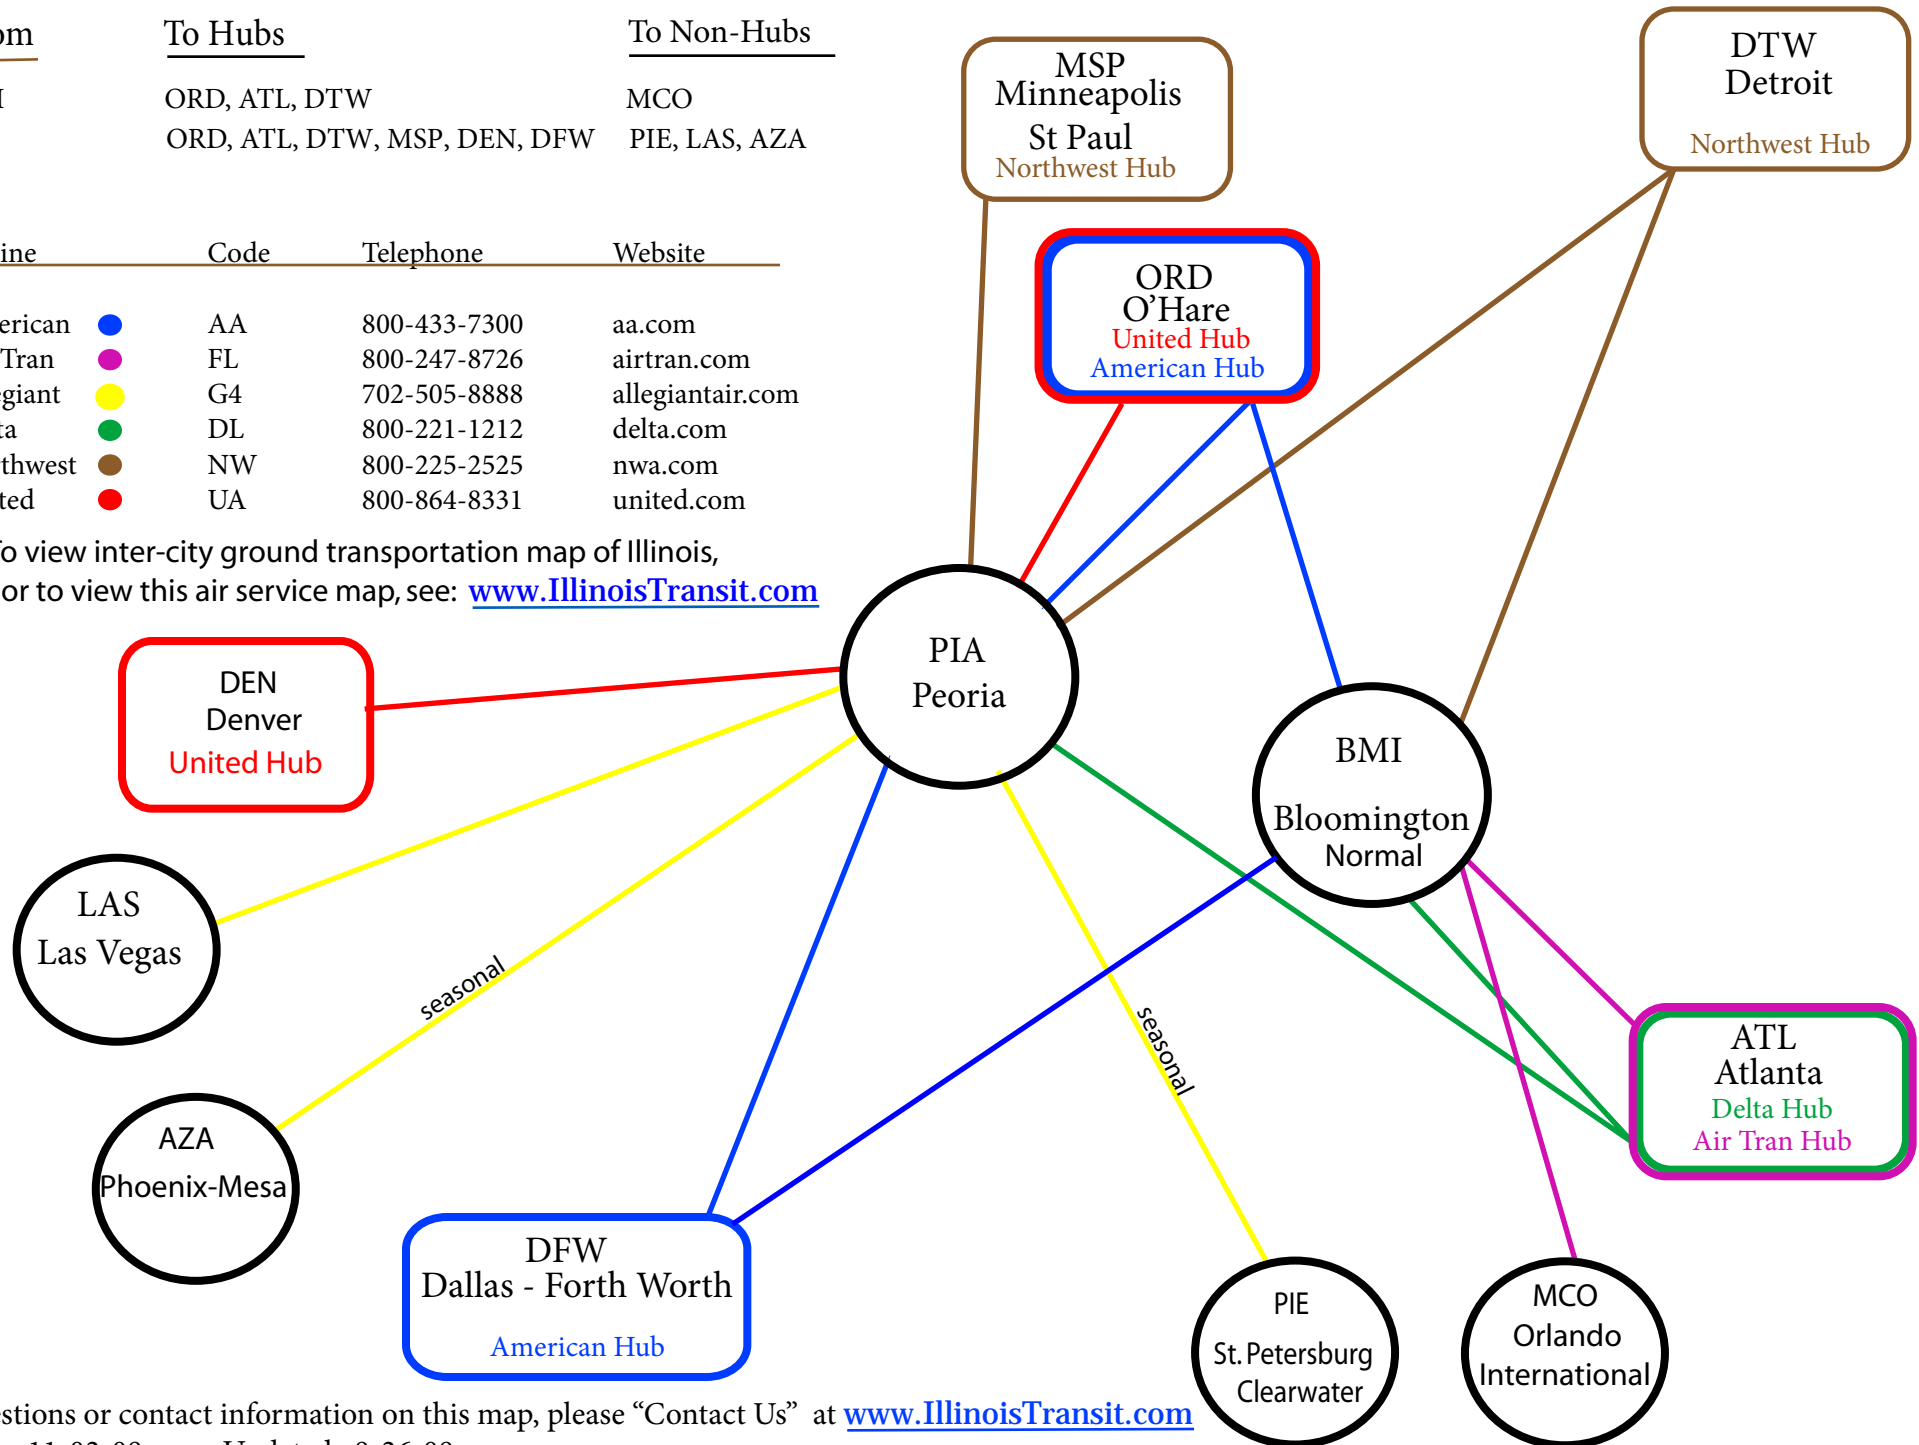 To Hubs To Non-Hubs
ORD, ATL, DTW MCO
ORD, ATL, DTW, MSP, DEN, DFW PIE, LAS, AZA
Code Telephone Website
AA 800-433-7300 aa.com
Tran FL 800-247-8726 airtran.com
G4 702-505-8888 allegiantair.com
DL 800-221-1212 delta.com
NW 800-225-2525 nwa.com
UA 800-864-8331 united.com
To view inter-city ground transportation map of Illinois,
or to view this air service map, see: www.IllinoisTransit.com
MSP
Minneapolis
St Paul
Northwest Hub
DTW
Detroit
Northwest Hub
ORD
O'Hare
United Hub
American Hub
PIA
Peoria
DEN
Denver
United Hub
BMI
Bloomington
Normal
LAS
Las Vegas
seasonal
seasonal
AZA
Phoenix-Mesa
ATL
Atlanta
Delta Hub
Air Tran Hub
DFW
Dallas - Forth Worth
American Hub
PIE
St. Petersburg
Clearwater
MCO
Orlando
International
or contact information on this map, please “Contact Us” at www.IllinoisTransit.com